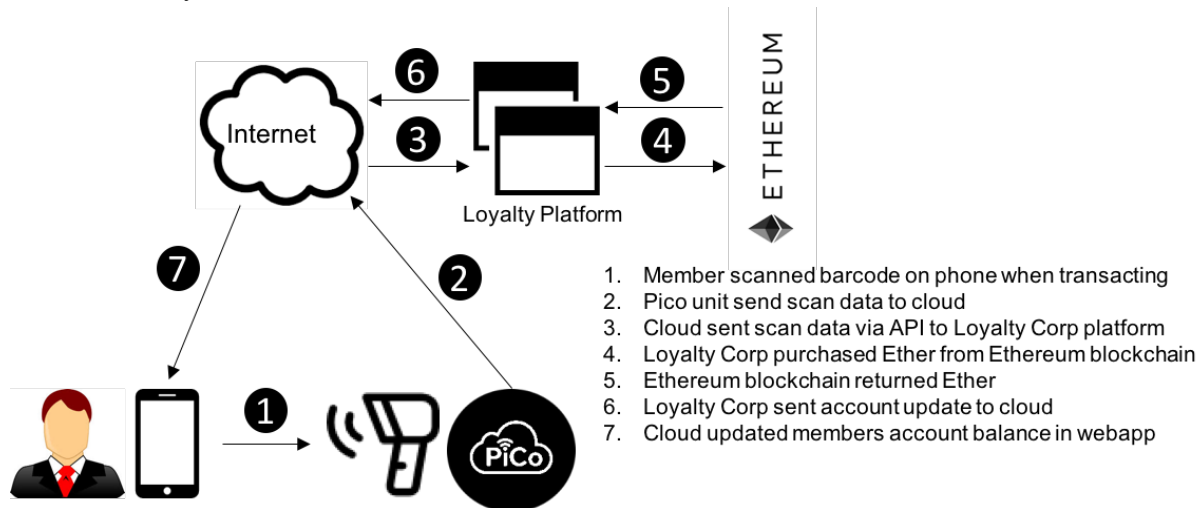 6
5
Internet
3
4
ETHEREUM
Loyalty Platform
7
2
1. Member scanned barcode on phone when transacting
2. Pico unit send scan data to cloud
3. Cloud sent scan data via API to Loyalty Corp platform
4. Loyalty Corp purchased Ether from Ethereum blockchain
5. Ethereum blockchain returned Ether
6. Loyalty Corp sent account update to cloud
7. Cloud updated members account balance in webapp
1
PiCo